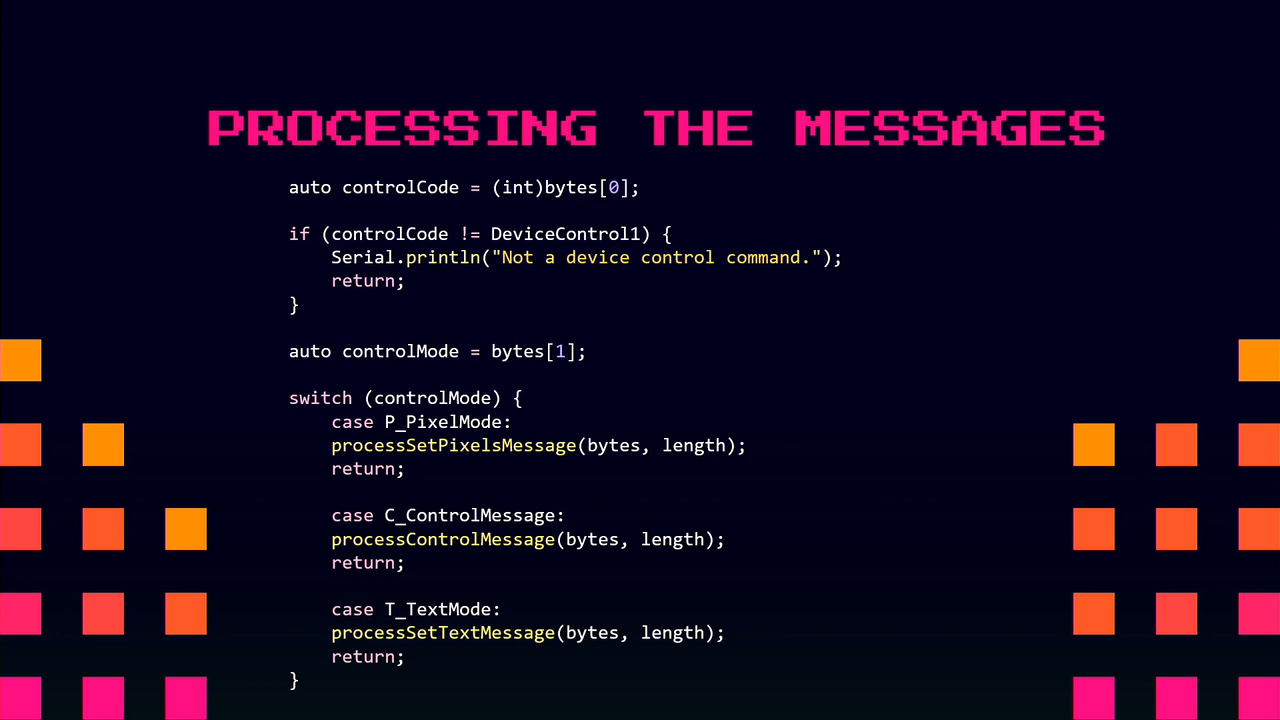 PROCESSING THE MESSAGES
auto controlCode = (int)bytes[0];
if (controlCode != DeviceControl1) {
Serial.println("Not a device control command.");
return;
}
auto controlMode = bytes[1];
switch (controlMode) {
case P_PixelMode:
processSetPixelsMessage(bytes, length);
return;
case C_ControlMessage:
processControlMessage(bytes, length);
return;
case T_TextMode:
processSetTextMessage(bytes, length);
return;
}